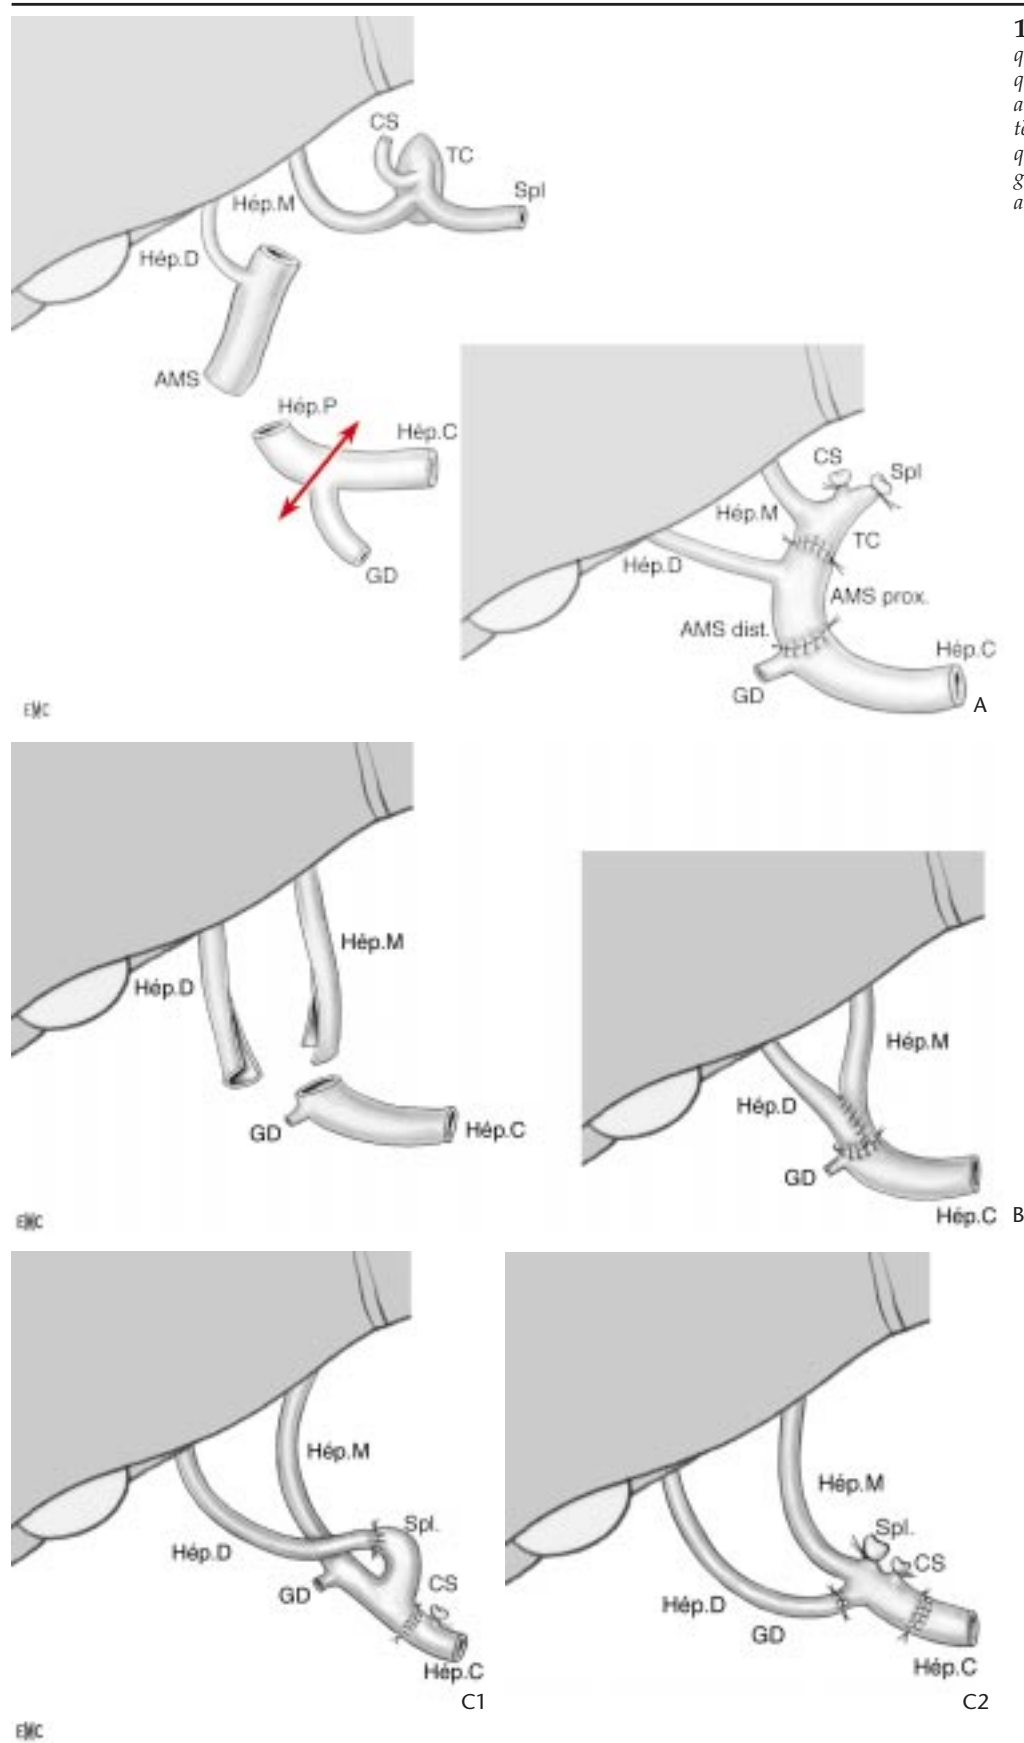 1
q
q
a
tè
q
g
a
CS
TC
Hép.M
Spl
Hép.D
AMS
Hép.P
Hép.C
GD
CS
Spl
Hép.M
TC
Hép.D
AMS prox.
AMS dist.
Hép.C
GD
A
EMC
Hép.M
Hép.D
GD
Hép.C
Hép.M
Hép.D
GD
Hép.C
B
EMC
Hép.M
Spl.
Hép.D
CS
GD
Hép.C
C1
Hép.M
Spl.
CS
Hép.D
GD
Hép.C
C2
EMC